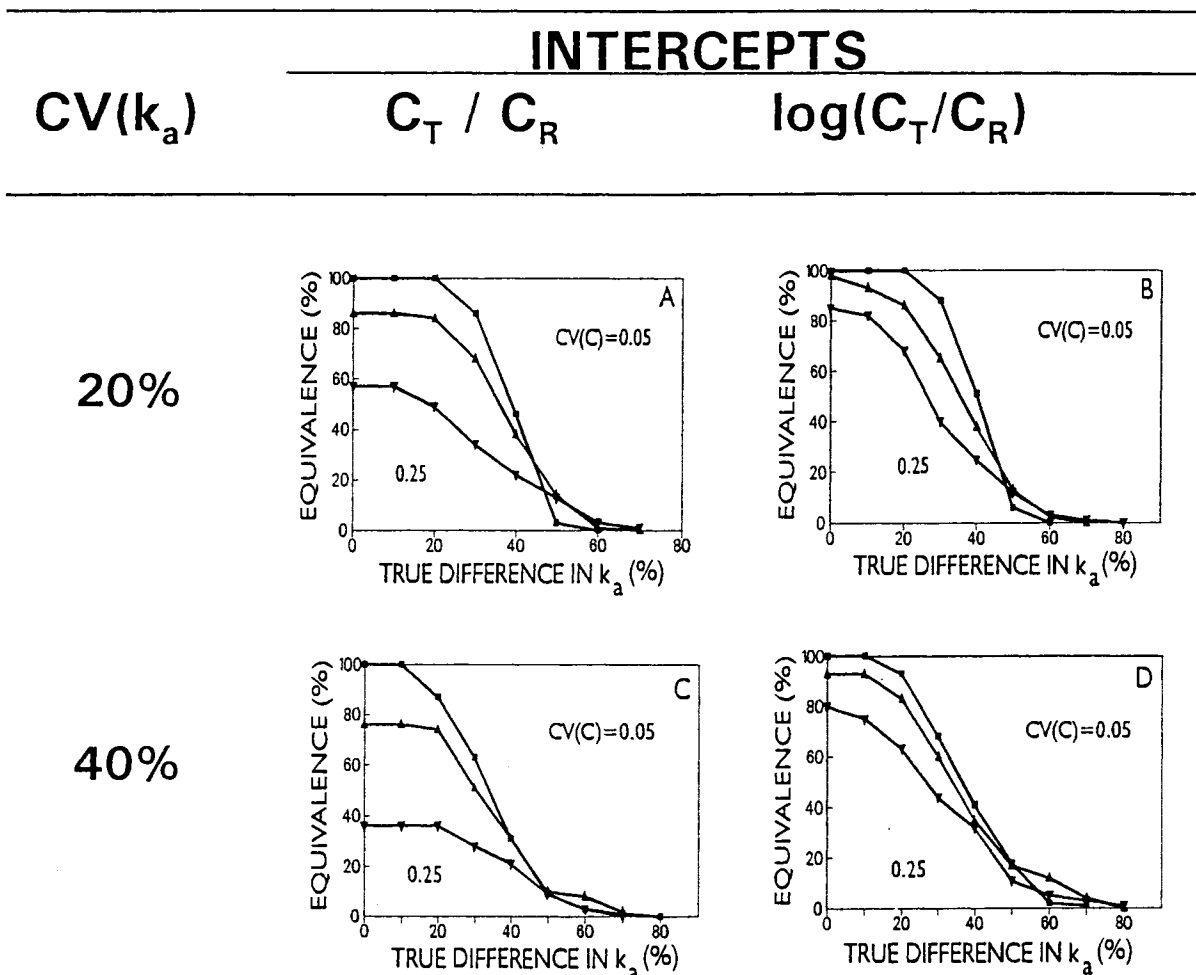 INTERCEPTS
CV(kₐ)
C_T / C_R
log(C_T/C_R)
20%
EQUIVALENCE (%)
100
80
60
40
20
0
A
CV(C)=0.05
0.25
0 20 40 60 80
TRUE DIFFERENCE IN kₐ (%)
EQUIVALENCE (%)
100
80
60
40
20
0
B
CV(C)=0.05
0.25
0 20 40 60 80
TRUE DIFFERENCE IN kₐ (%)
40%
EQUIVALENCE (%)
100
80
60
40
20
0
C
CV(C)=0.05
0.25
0 20 40 60 80
TRUE DIFFERENCE IN kₐ (%)
EQUIVALENCE (%)
100
80
60
40
20
0
D
CV(C)=0.05
0.25
0 20 40 60 80
TRUE DIFFERENCE IN kₐ (%)